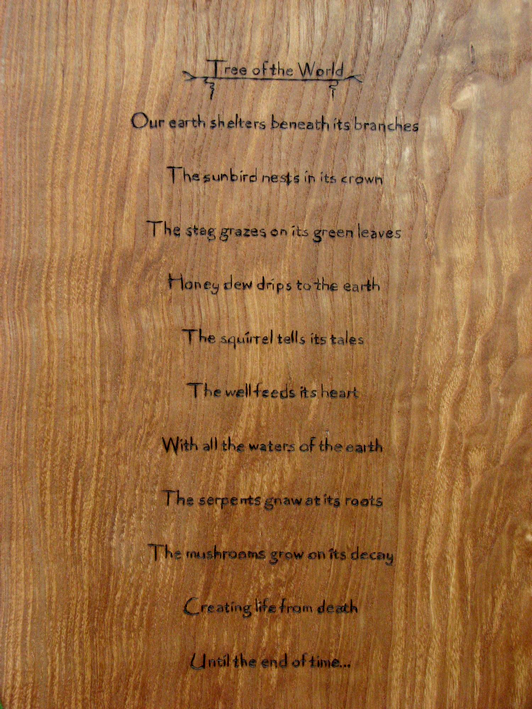 Tree of the World
Our earth shelters beneath its branches
The sunbird nests in its crown
The stag grazes on its green leaves
Honey dew drips to the earth
The squirrel tells its tales
The well feeds its heart
With all the waters of the earth
The serpents gnaw at its roots
The mushrooms grow on its decay
Creating life from death
Until the end of time...